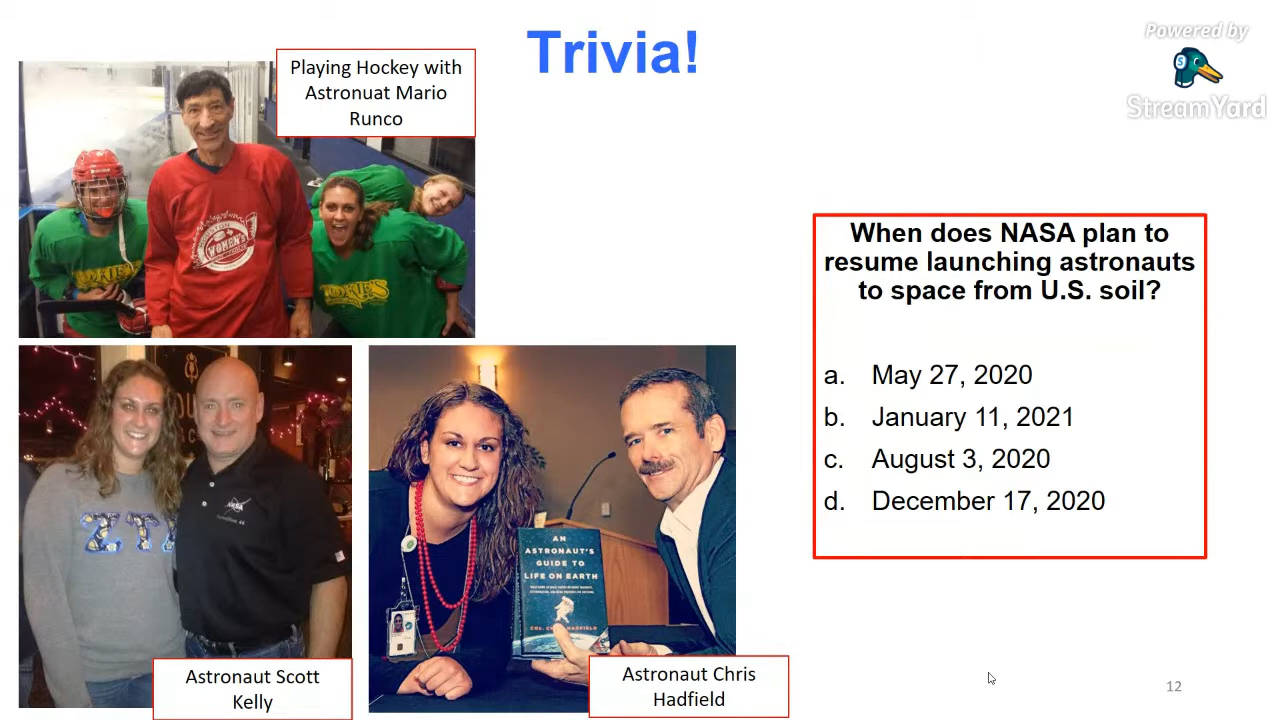 Trivia!
Powered by
StreamYard
Playing Hockey with
Astronuat Mario
Runco
WOMEN'S
When does NASA plan to
resume launching astronauts
to space from U.S. soil?
a. May 27, 2020
b. January 11, 2021
c. August 3, 2020
d. December 17, 2020
NASA
AN
ASTRONAUT'S
GUIDE TO
LIFE ON EARTH
Astronaut Scott
Kelly
Astronaut Chris
Hadfield
12